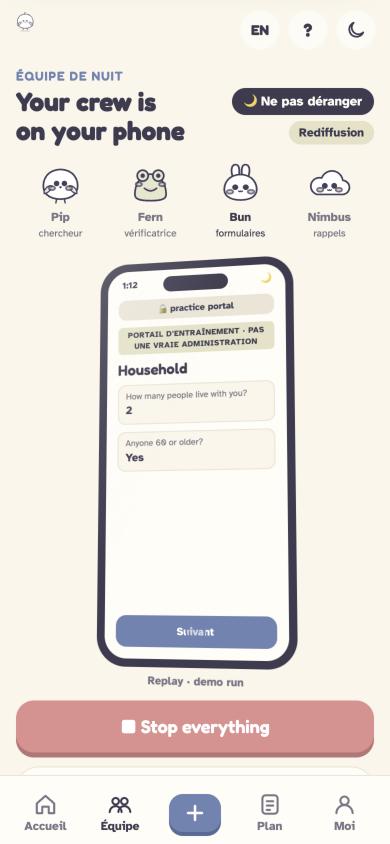 EN
?
ÉQUIPE DE NUIT
Your crew is
on your phone
🌙 Ne pas déranger
Rediffusion
Pip
chercheur
Fern
vérificatrice
Bun
formulaires
Nimbus
rappels
1:12
🔒 practice portal
PORTAIL D'ENTRAÎNEMENT · PAS
UNE VRAIE ADMINISTRATION
Household
How many people live with you?
2
Anyone 60 or older?
Yes
Suivant
Replay · demo run
Stop everything
Accueil
Équipe
+
Plan
Moi